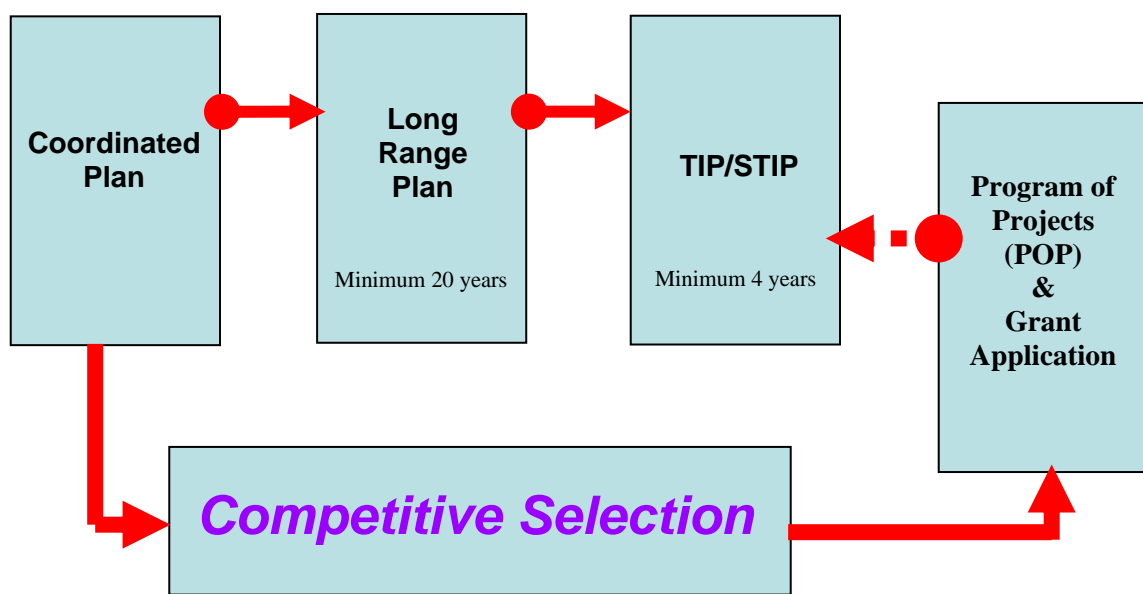 Coordinated
Plan
Long
Range
Plan
Minimum 20 years
TIP/STIP
Minimum 4 years
Program of
Projects
(POP)
&
Grant
Application
Competitive Selection